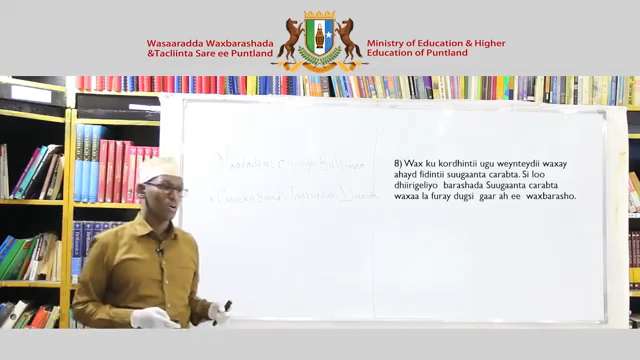 Wasaaradda Waxbarashada
&Tacliinta Sare ee Puntland
Ministry of Education & Higher
Education of Puntland
8) Wax ku kordhintii ugu weynteydii waxay
ahayd fidintii suugaanta carabta. Si loo
dhiirigeliyo barashada Suugaanta carabta
waxaa la furay dugsi gaar ah ee waxbarasho.